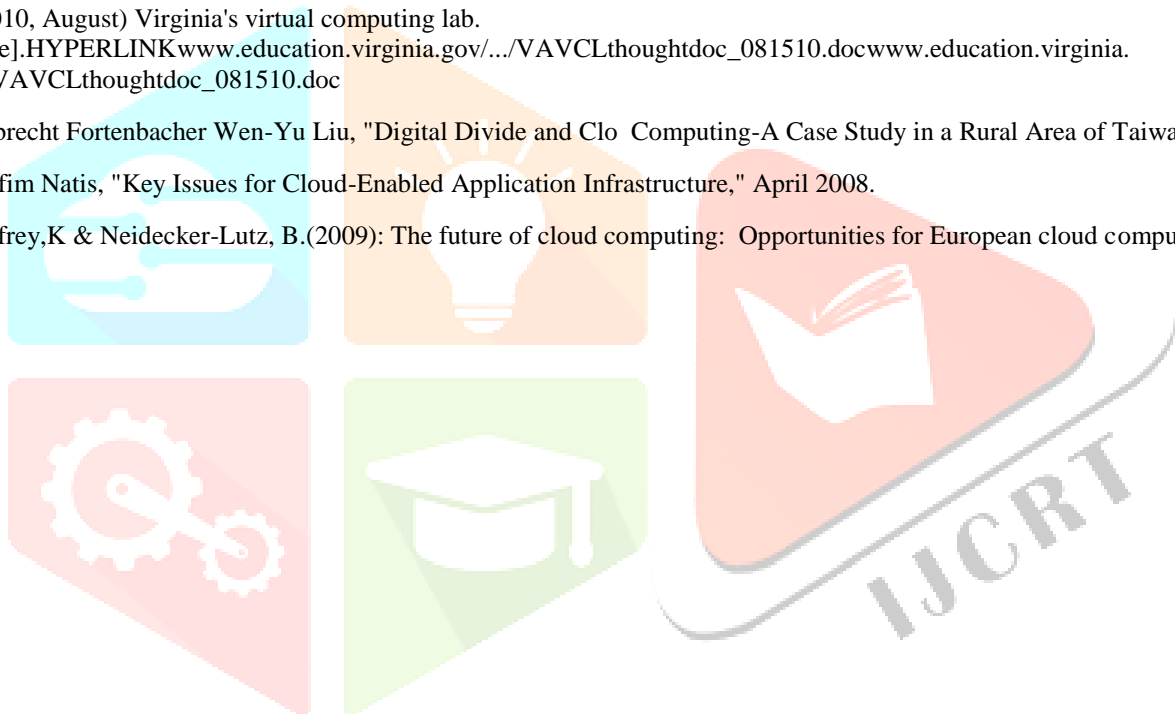 010, August) Virginia's virtual computing lab.
e].HYPERLINKwww.education.virginia.gov/.../VAVCLthoughtdoc_081510.docwww.education.virginia.
/VAVCLthoughtdoc_081510.doc
brecht Fortenbacher Wen-Yu Liu, "Digital Divide and Clo Computing-A Case Study in a Rural Area of Taiwa
fim Natis, "Key Issues for Cloud-Enabled Application Infrastructure," April 2008.
frey,K & Neidecker-Lutz, B.(2009): The future of cloud computing: Opportunities for European cloud compu
IJCRT